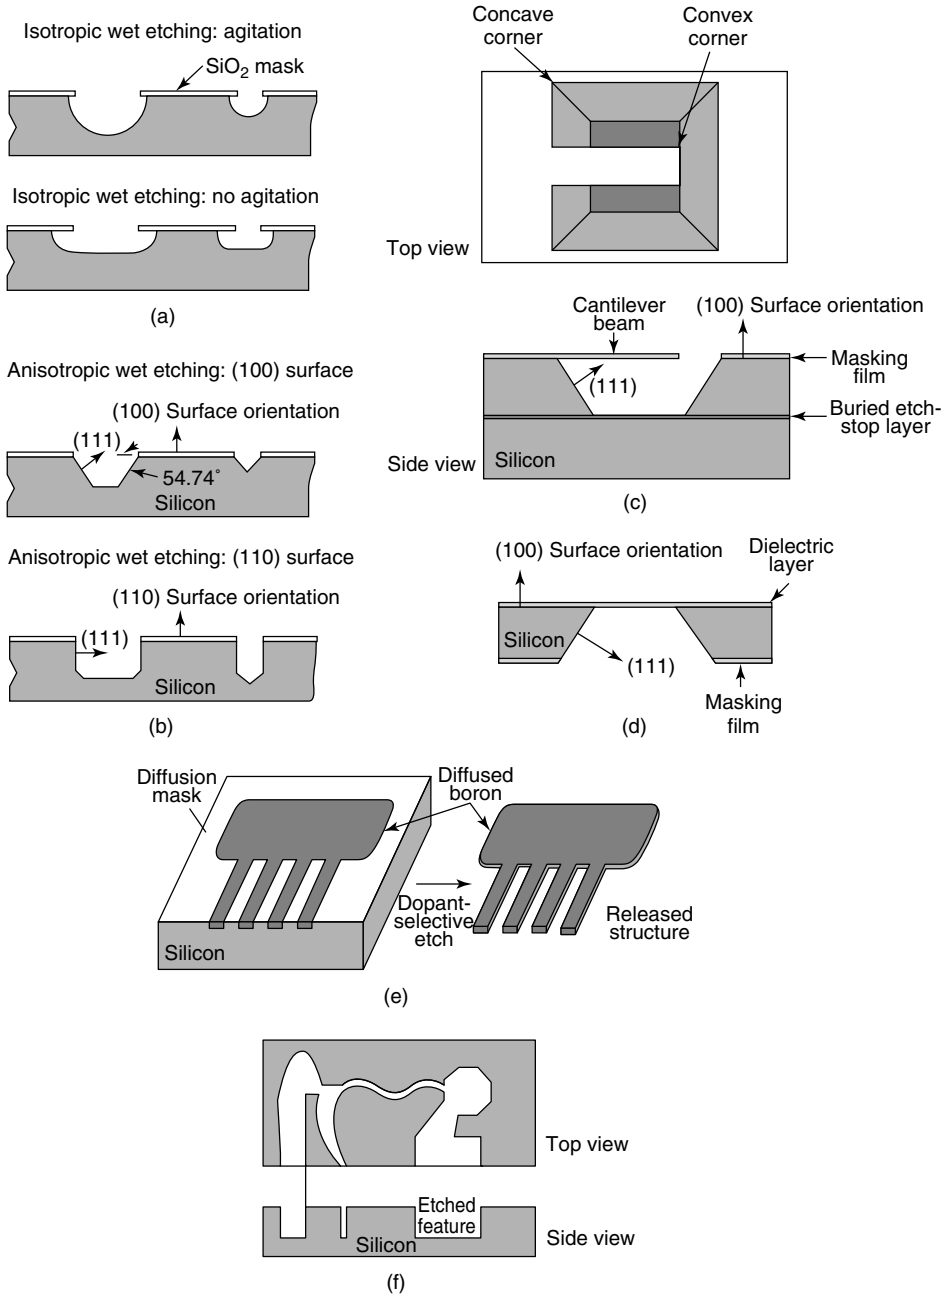 Isotropic wet etching: agitation
SiO2 mask
Isotropic wet etching: no agitation
(a)
Anisotropic wet etching: (100) surface
(100) Surface orientation
(111)
54.74°
Silicon
Anisotropic wet etching: (110) surface
(110) Surface orientation
(111)
Silicon
(b)
Concave
corner
Convex
corner
Top view
Cantilever
beam
(100) Surface orientation
(111)
Masking
film
Buried etch-
stop layer
Side view
Silicon
(c)
(100) Surface orientation
Dielectric
layer
Silicon
(111)
Masking
film
(d)
Diffusion
mask
Diffused
boron
Dopant-
selective
etch
Silicon
Released
structure
(e)
Top view
Etched
feature
Silicon
Side view
(f)